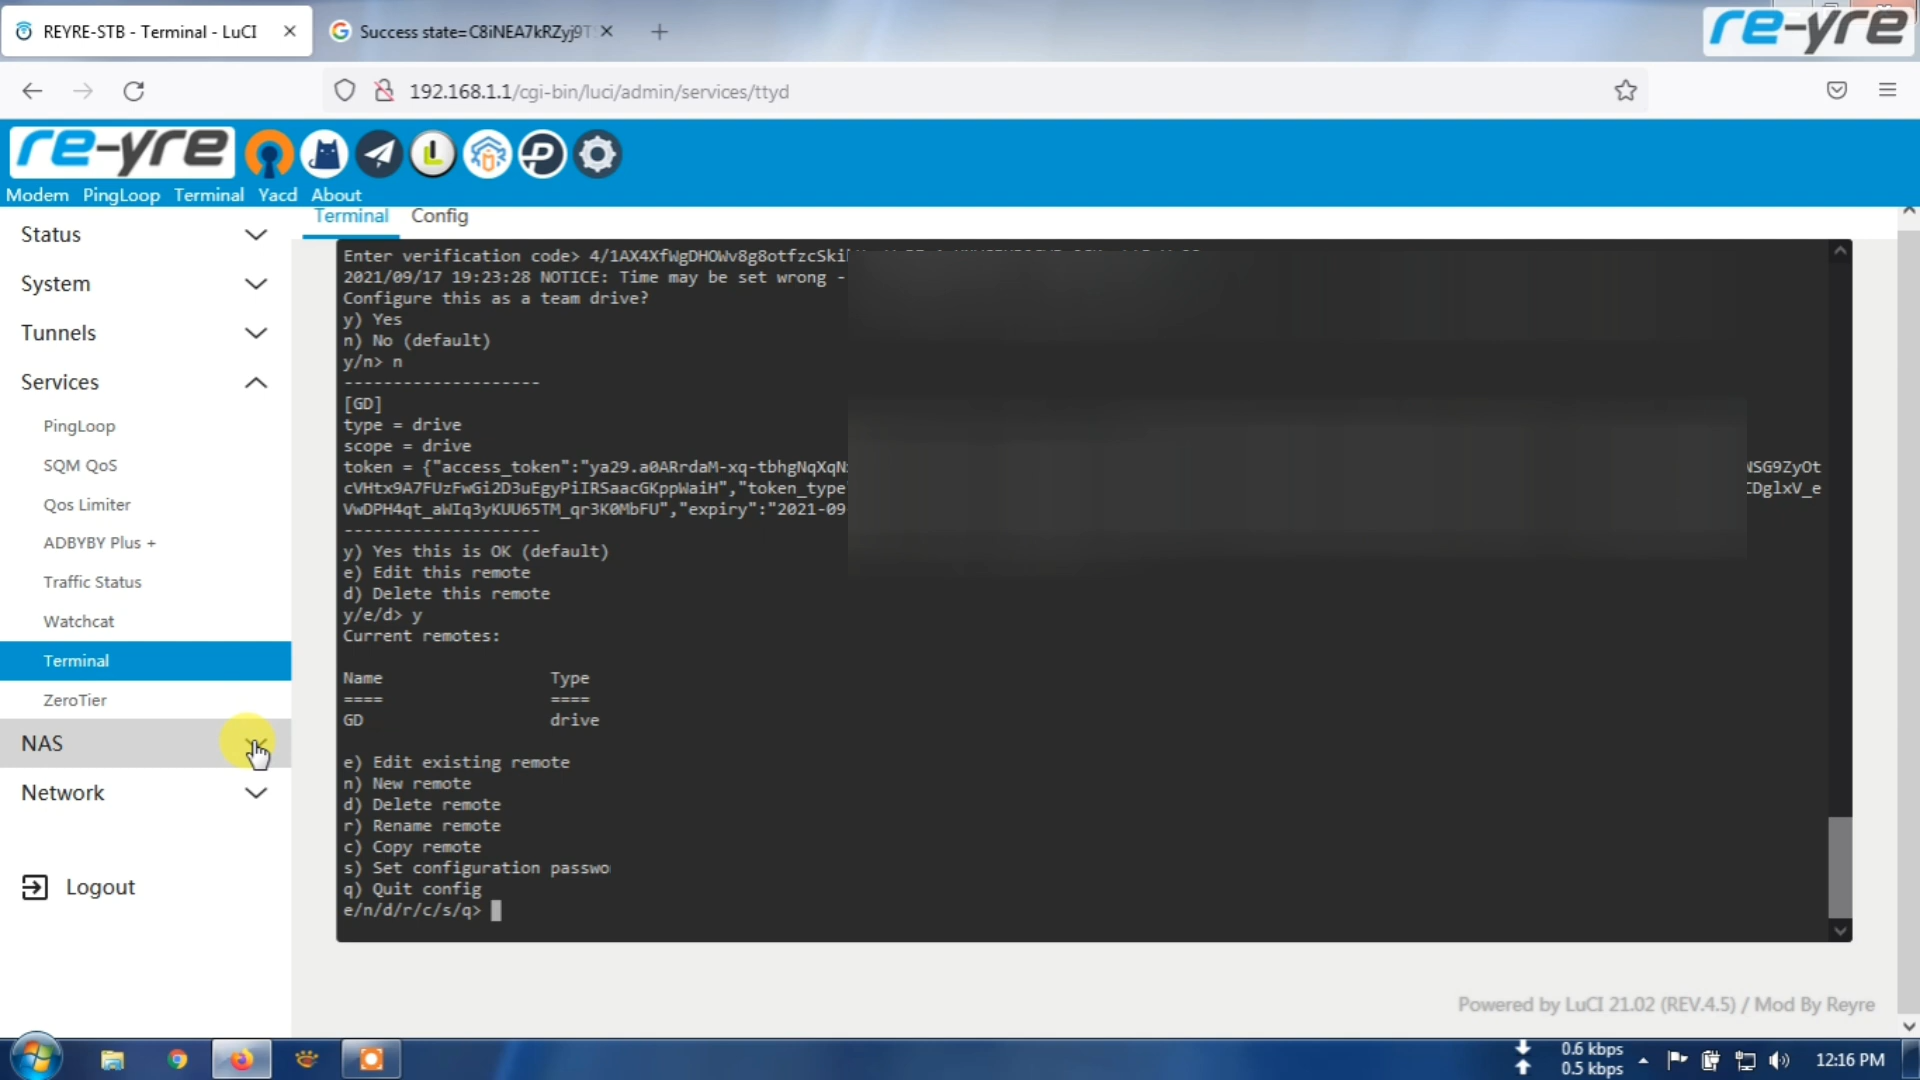 REYRE-STB - Terminal - LuCI
Success state=C8iNEA7kRZyj9T
re-yre
192.168.1.1/cgi-bin/luci/admin/services/ttyd
re-yre
Modem PingLoop Terminal Yacd About
Terminal Config
Status
System
Tunnels
Services
PingLoop
SQM QoS
Qos Limiter
ADBYBY Plus +
Traffic Status
Watchcat
Terminal
ZeroTier
NAS
Network
Logout
Enter verification code> 4/1AX4XfWgDHOWv8g8otfzcSki
2021/09/17 19:23:28 NOTICE: Time may be set wrong -
Configure this as a team drive?
y) Yes
n) No (default)
y/n> n
--------------------
[GD]
type = drive
scope = drive
token = {"access_token":"ya29.a0ARrdaM-xq-tbhgNqXqN NSG9ZyOt
cVHtx9A7FUzFwGi2D3uEgyPiIRSaacGKppWaiH","token_type CDglxV_e
VwDPH4qt_aWIq3yKUU65TM_qr3K0MbFU","expiry":"2021-09
--------------------
y) Yes this is OK (default)
e) Edit this remote
d) Delete this remote
y/e/d> y
Current remotes:
Name Type
==== ====
GD drive
e) Edit existing remote
n) New remote
d) Delete remote
r) Rename remote
c) Copy remote
s) Set configuration passwo
q) Quit config
e/n/d/r/c/s/q>
Powered by LuCI 21.02 (REV.4.5) / Mod By Reyre
0.6 kbps
0.5 kbps
12:16 PM